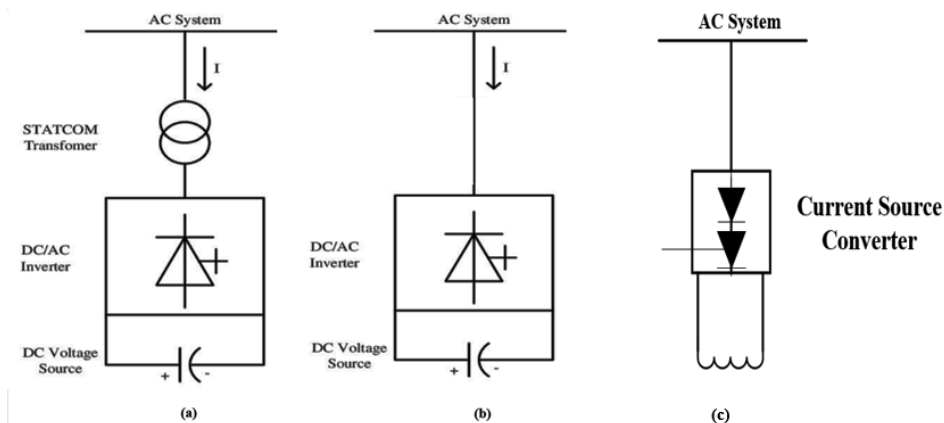 AC System
I
STATCOM
Transfomer
DC/AC
Inverter
DC Voltage
Source
+ -
(a)
AC System
I
DC/AC
Inverter
DC Voltage
Source
+ -
(b)
AC System
Current Source
Converter
(c)